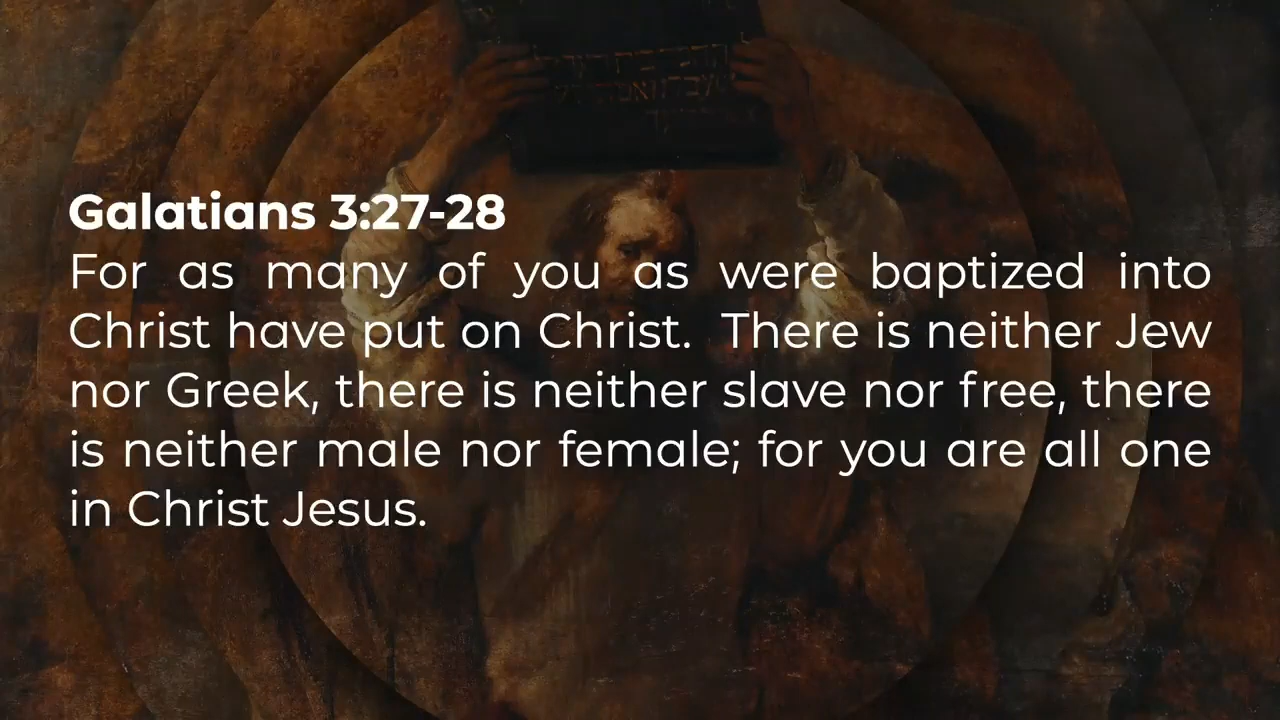 Galatians 3:27-28
For as many of you as were baptized into
Christ have put on Christ.  There is neither Jew
nor Greek, there is neither slave nor free, there
is neither male nor female; for you are all one
in Christ Jesus.